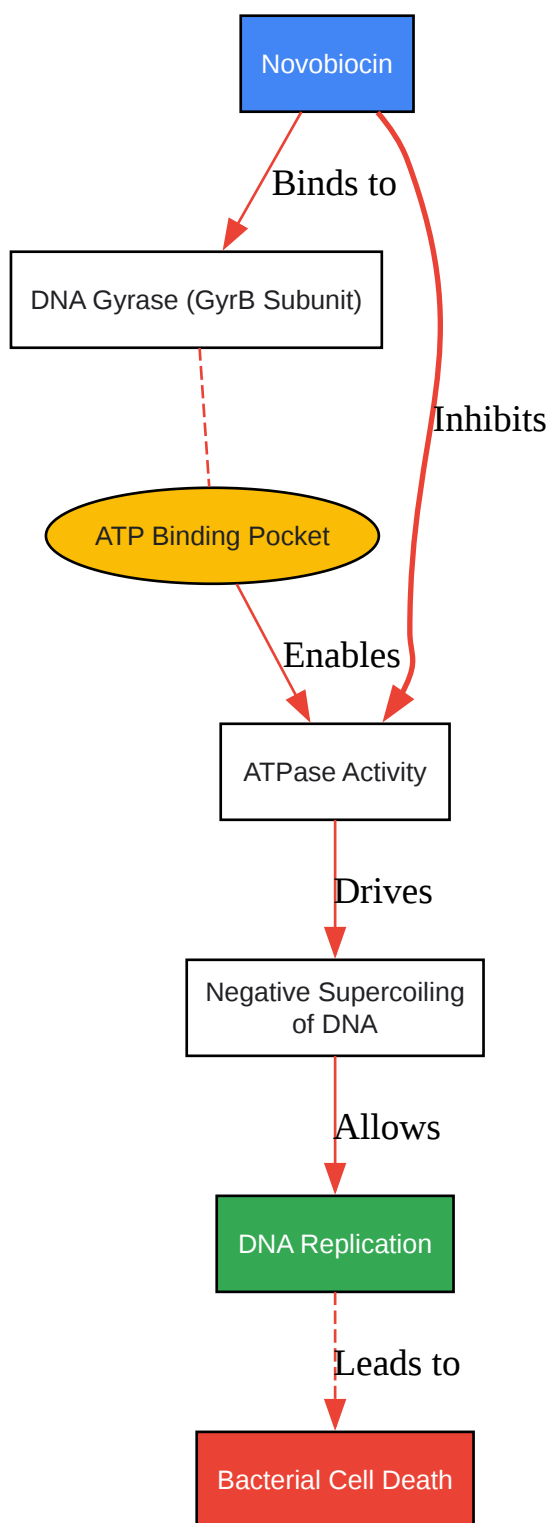 Novobiocin
Binds to
DNA Gyrase (GyrB Subunit)
Inhibits
ATP Binding Pocket
Enables
ATPase Activity
Drives
Negative Supercoiling
of DNA
Allows
DNA Replication
Leads to
Bacterial Cell Death